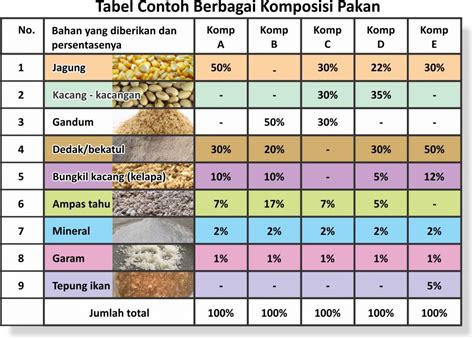 Tabel Contoh Berbagai Komposisi Pakan
No. Bahan yang diberikan dan persentasenya Komp A Komp B Komp C Komp D Komp E
1 Jagung 50% - 30% 22% 30%
2 Kacang - kacangan - - 30% 35% -
3 Gandum - 50% 30% - -
4 Dedak/bekatul 30% 20% - 30% 50%
5 Bungkil kacang (kelapa) 10% 10% - 5% 12%
6 Ampas tahu 7% 17% 7% 5% -
7 Mineral 2% 2% 2% 2% 2%
8 Garam 1% 1% 1% 1% 1%
9 Tepung ikan - - - - 5%
Jumlah total 100% 100% 100% 100% 100%